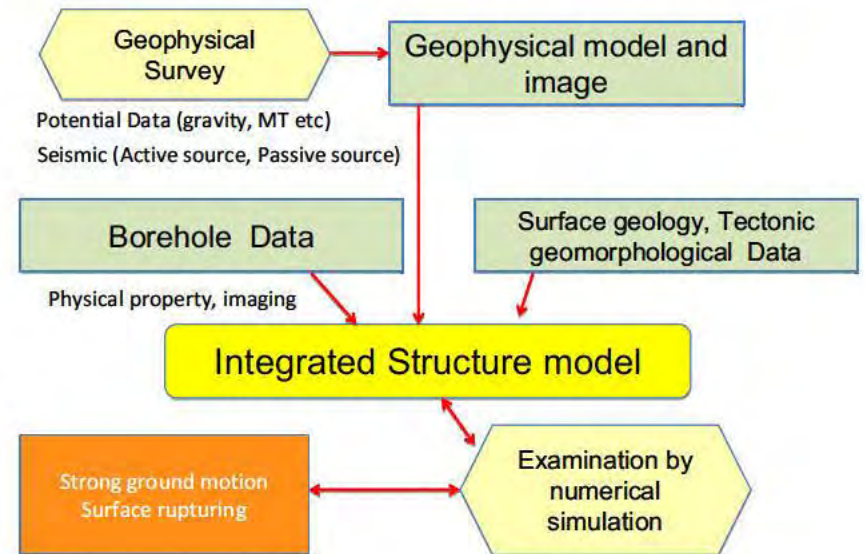 Geophysical
Survey
Geophysical model and
image
Potential Data (gravity, MT etc)
Seismic (Active source, Passive source)
Borehole Data
Surface geology, Tectonic
geomorphological Data
Physical property, imaging
Integrated Structure model
Strong ground motion
Surface rupturing
Examination by
numerical
simulation